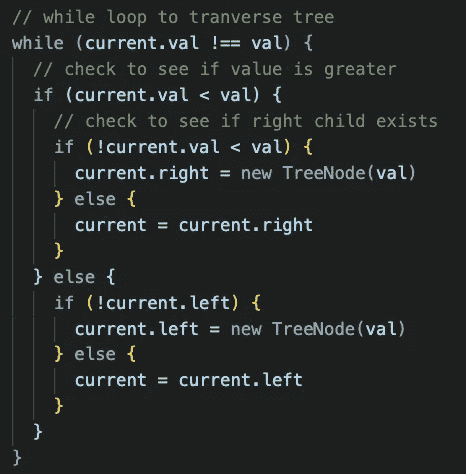 // while loop to tranverse tree
while (current.val !== val) {
  // check to see if value is greater
  if (current.val < val) {
    // check to see if right child exists
    if (!current.val < val) {
      current.right = new TreeNode(val)
    } else {
      current = current.right
    }
  } else {
    if (!current.left) {
      current.left = new TreeNode(val)
    } else {
      current = current.left
    }
  }
}